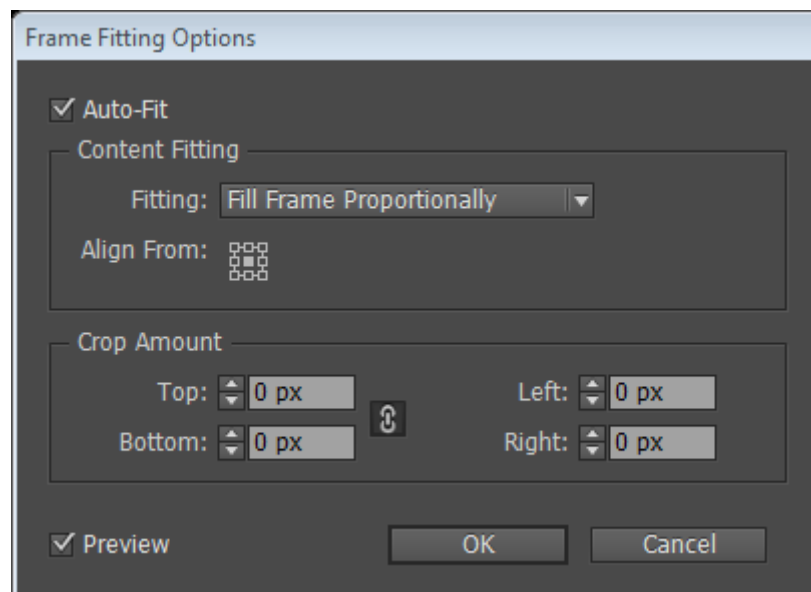 Frame Fitting Options
Auto-Fit
Content Fitting
Fitting: Fill Frame Proportionally
Align From:
Crop Amount
Top: 0 px Left: 0 px
Bottom: 0 px Right: 0 px
Preview OK Cancel